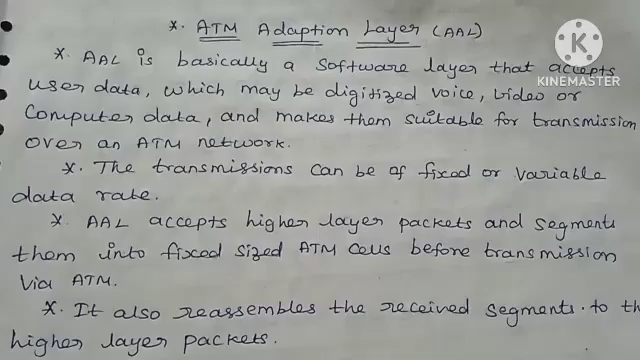 *. ATM Adaption Layer (AAL)
*. AAL is basically a software layer that accepts
user data, which may be digitized voice, video or
Computer data, and makes them suitable for transmission
over an ATM network.
*. The transmissions can be of fixed or variable
data rate.
*. AAL accepts higher layer packets and segments
them into fixed sized ATM cells before transmission
via ATM.
*. It also reassembles the received segments. to th
higher layer packets.
K
KINEMASTER